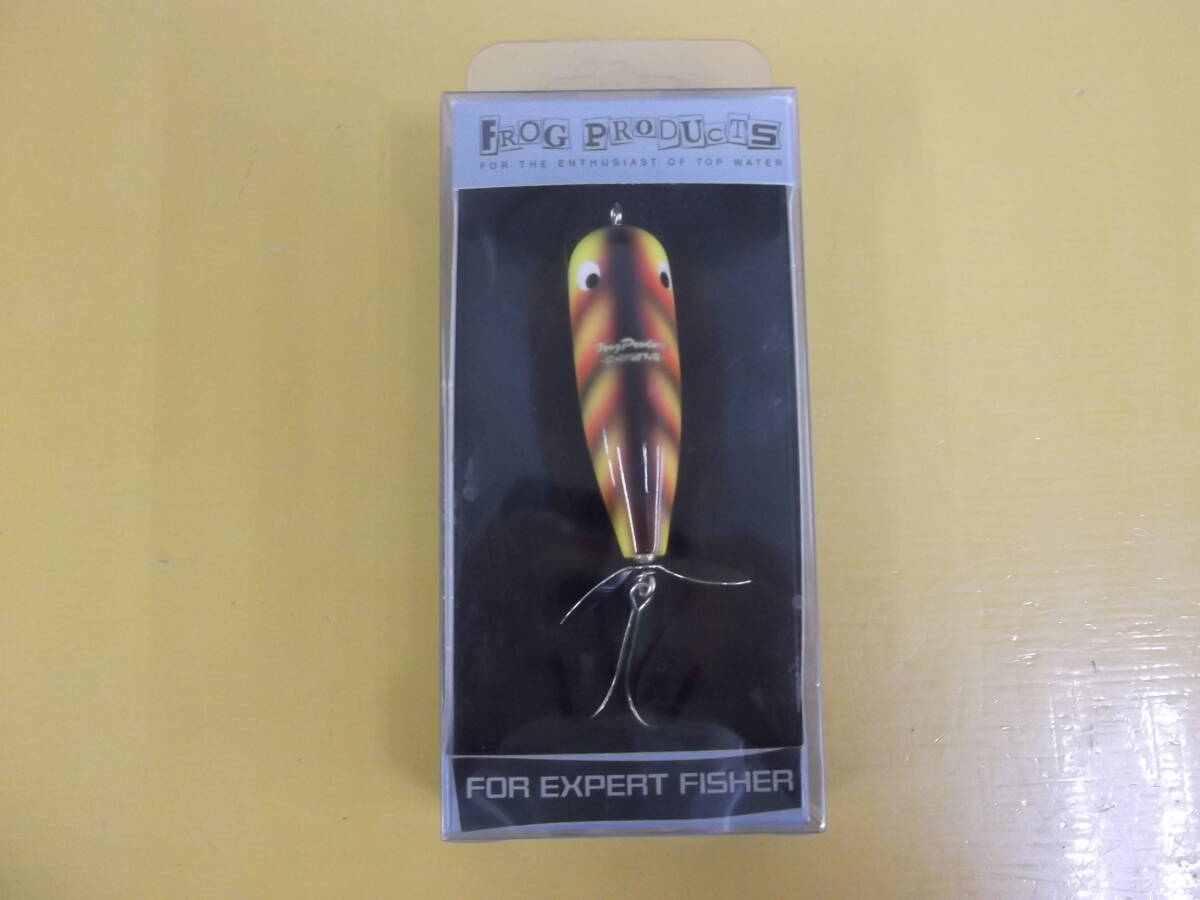 FROG PRODUCTS
FOR THE ENTHUSIAST OF TOP WATER
FOR EXPERT FISHER